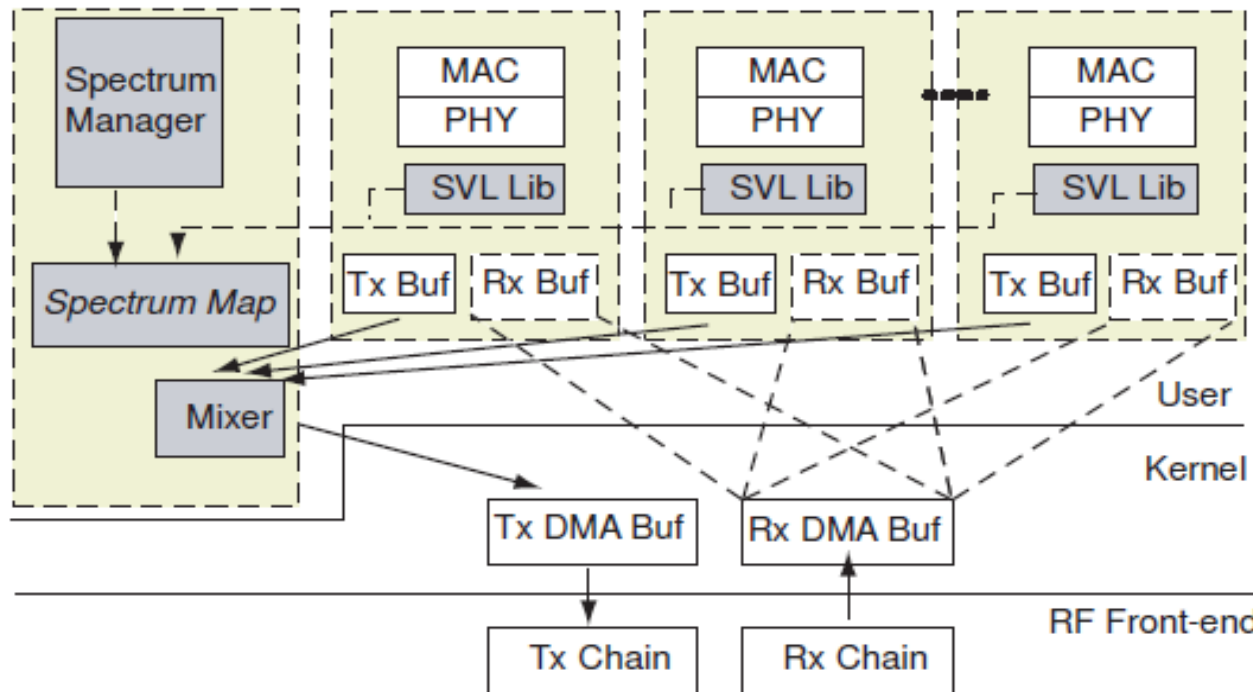 Spectrum
Manager
MAC
PHY
SVL Lib
MAC
PHY
SVL Lib
MAC
PHY
SVL Lib
Spectrum Map
Tx Buf
Rx Buf
Tx Buf
Rx Buf
Tx Buf
Rx Buf
Mixer
User
Kernel
Tx DMA Buf
Rx DMA Buf
RF Front-end
Tx Chain
Rx Chain